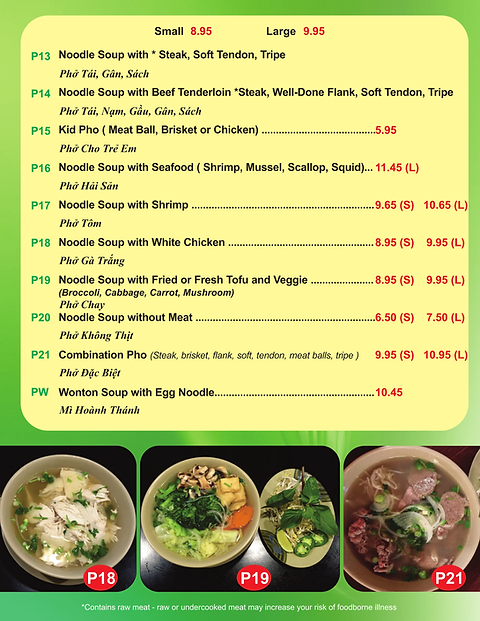 Small 8.95 Large 9.95
P13 Noodle Soup with * Steak, Soft Tendon, Tripe
Phở Tái, Gân, Sách
P14 Noodle Soup with Beef Tenderloin *Steak, Well-Done Flank, Soft Tendon, Tripe
Phở Tái, Nạm, Gầu, Gân, Sách
P15 Kid Pho ( Meat Ball, Brisket or Chicken) ......................................5.95
Phở Cho Trẻ Em
P16 Noodle Soup with Seafood ( Shrimp, Mussel, Scallop, Squid)... 11.45 (L)
Phở Hải Sản
P17 Noodle Soup with Shrimp .............................................................9.65 (S) 10.65 (L)
Phở Tôm
P18 Noodle Soup with White Chicken .................................................8.95 (S) 9.95 (L)
Phở Gà Trắng
P19 Noodle Soup with Fried or Fresh Tofu and Veggie .....................8.95 (S) 9.95 (L)
(Broccoli, Cabbage, Carrot, Mushroom)
Phở Chay
P20 Noodle Soup without Meat ............................................................6.50 (S) 7.50 (L)
Phở Không Thịt
P21 Combination Pho (Steak, brisket, flank, soft, tendon, meat balls, tripe ) 9.95 (S) 10.95 (L)
Phở Đặc Biệt
PW Wonton Soup with Egg Noodle.....................................................10.45
Mì Hoành Thánh
P18 P19 P21
*Contains raw meat - raw or undercooked meat may increase your risk of foodborne illness